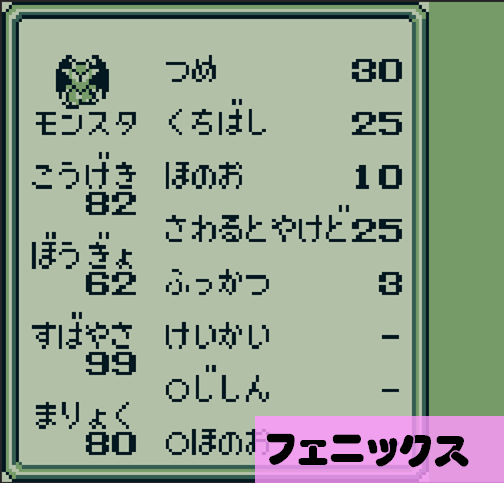 つめ 30
モンスタ くちばし 25
こうげき ほのお 10
82
さわるとやけど25
ぼうぎょ
62 ふっかつ 3
すばやさ けいかい -
99
○じしん -
まりょく
80 ○ほのお
フェニックス